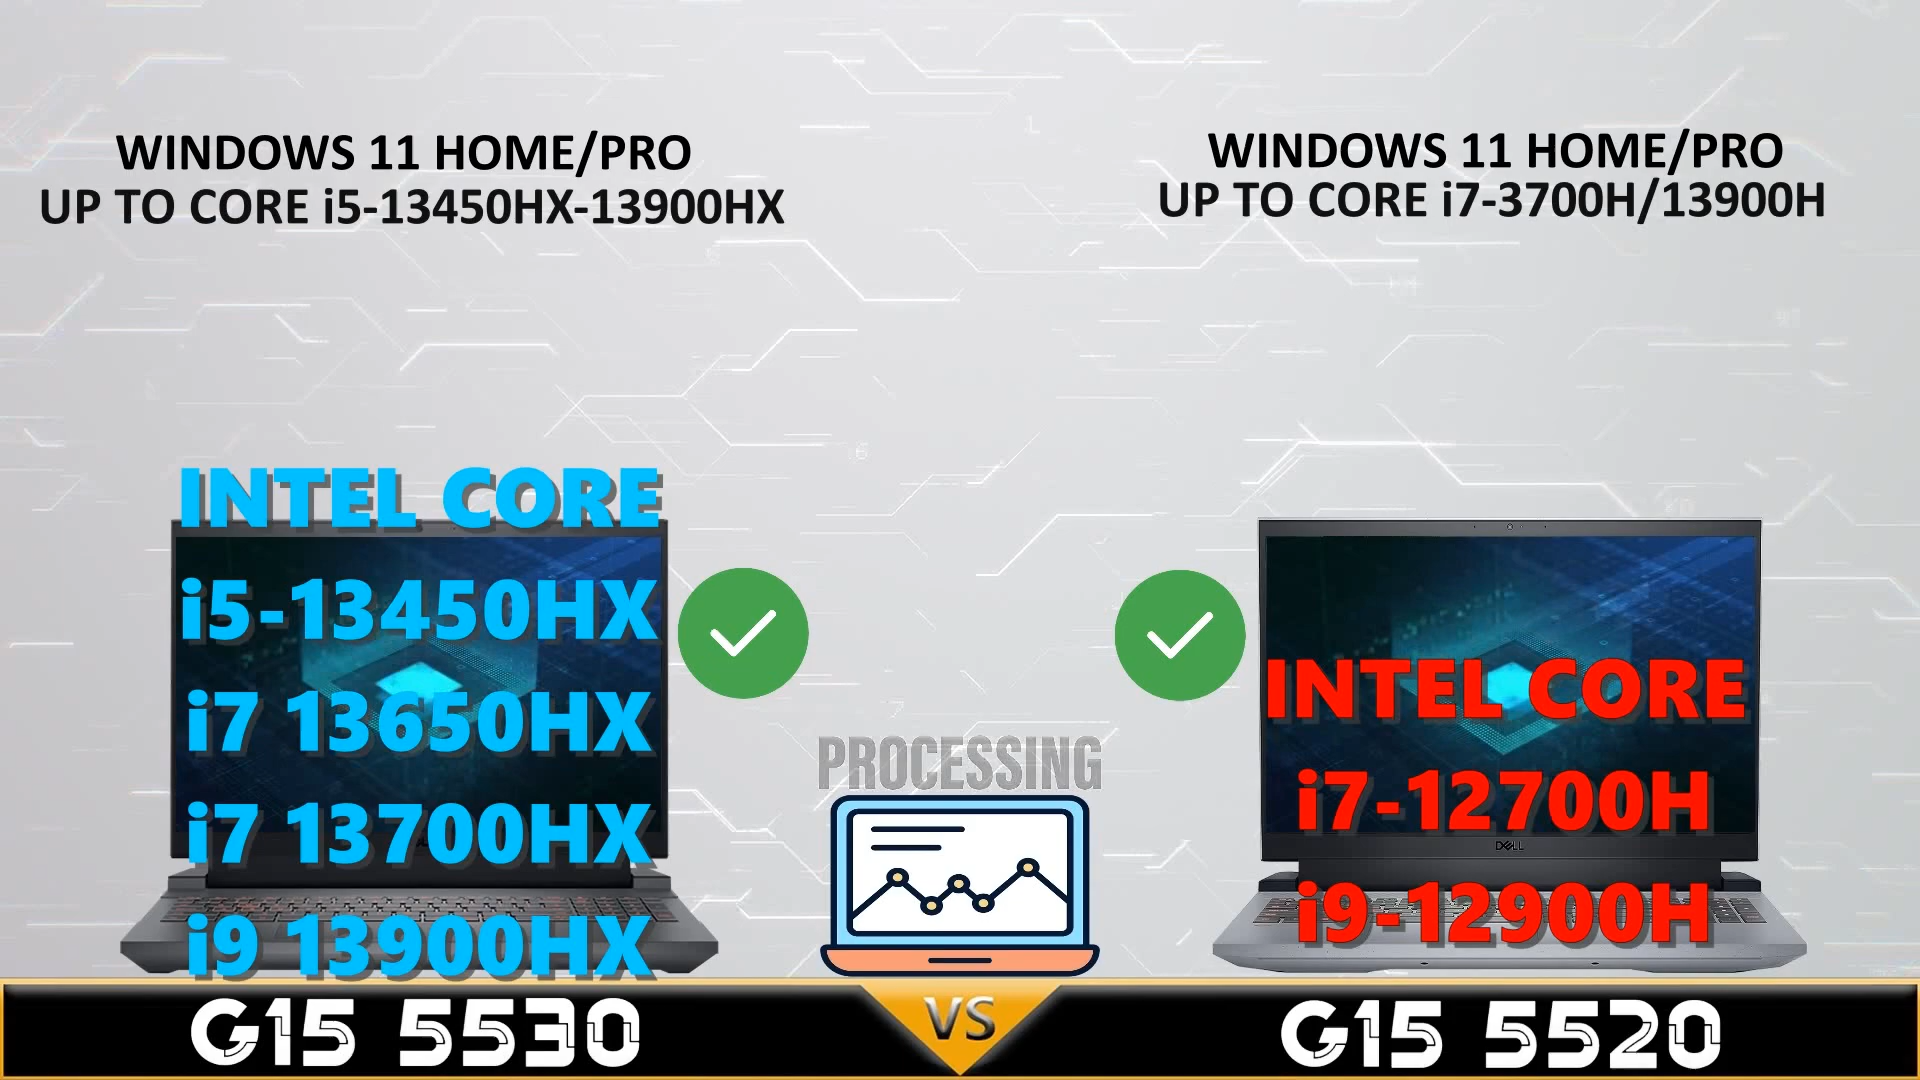 WINDOWS 11 HOME/PRO
UP TO CORE i5-13450HX-13900HX
WINDOWS 11 HOME/PRO
UP TO CORE i7-3700H/13900H
INTEL CORE
i5-13450HX
i7 13650HX
i7 13700HX
i9 13900HX
PROCESSING
INTEL CORE
i7-12700H
DELL
i9-12900H
G15 5530
VS
G15 5520